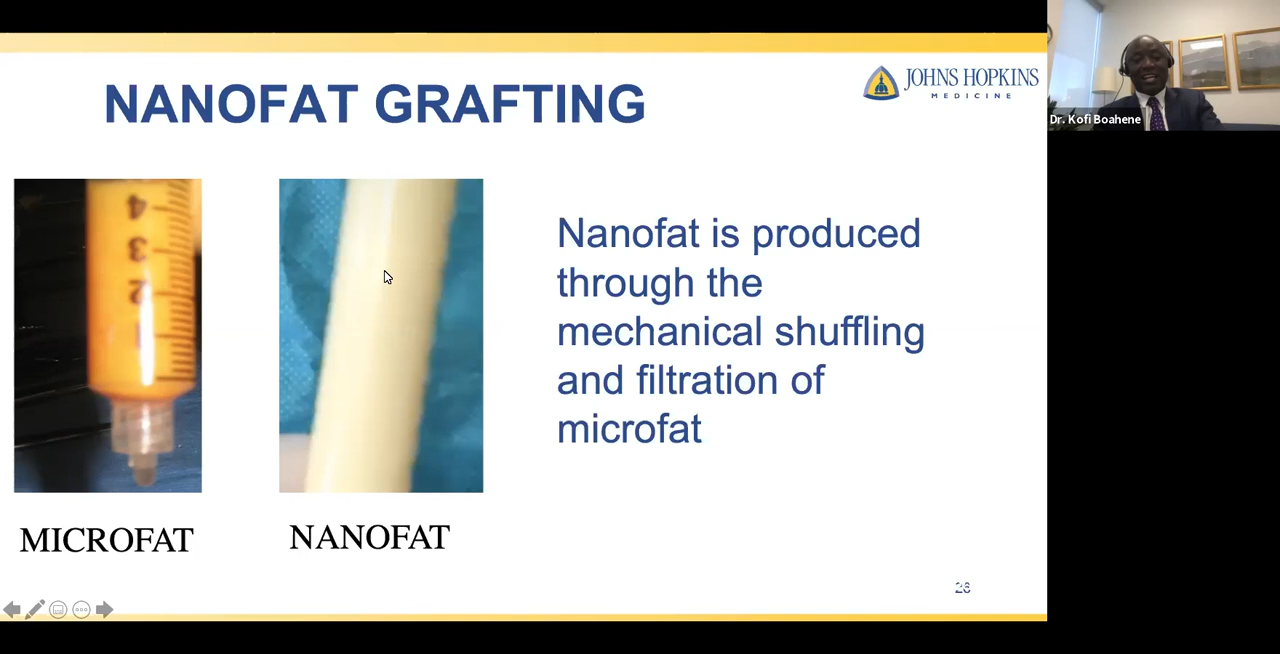 NANOFAT GRAFTING
JOHNS HOPKINS
MEDICINE
Dr. Kofi Boahene
4
3
2
1
Nanofat is produced
through the
mechanical shuffling
and filtration of
microfat
MICROFAT
NANOFAT